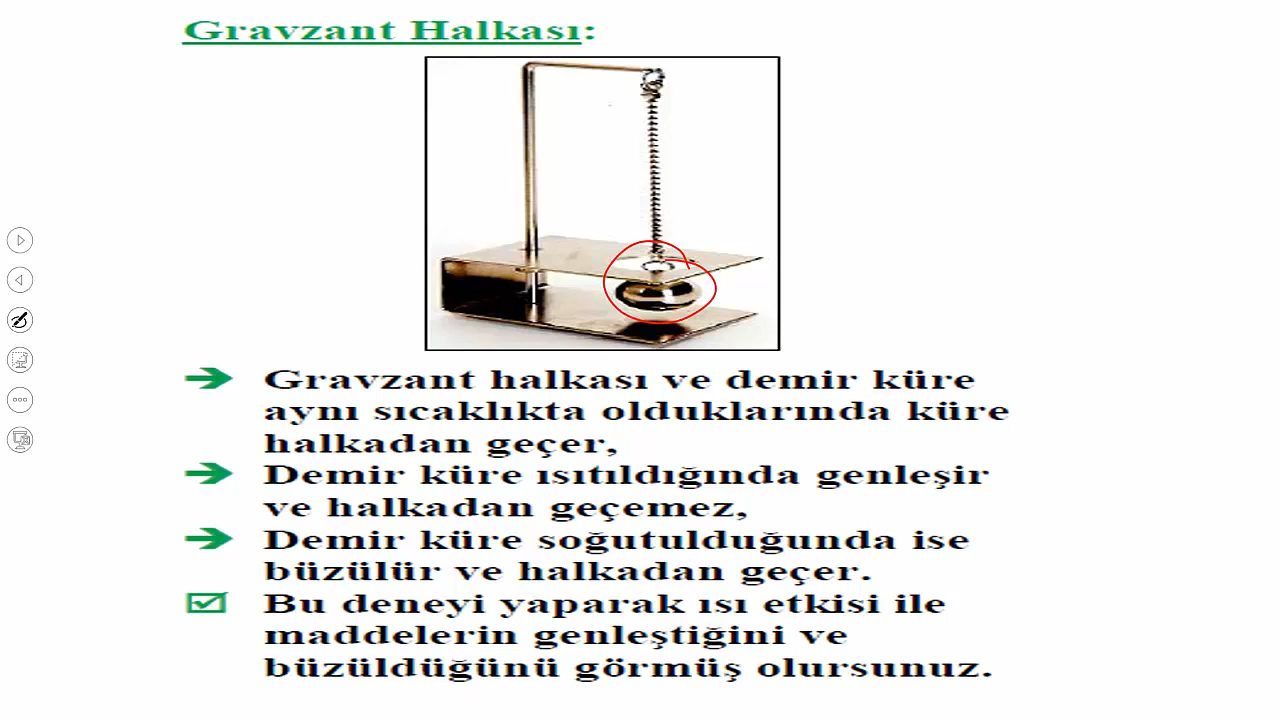 Gravzant Halkası:
Gravzant halkası ve demir küre
aynı sıcaklıkta olduklarında küre
halkadan geçer,
Demir küre ısıtıldığında genleşir
ve halkadan geçemez,
Demir küre soğutulduğunda ise
büzülür ve halkadan geçer.
Bu deneyi yaparak ısı etkisi ile
maddelerin genleştiğini ve
büzüldüğünü görmüş olursunuz.